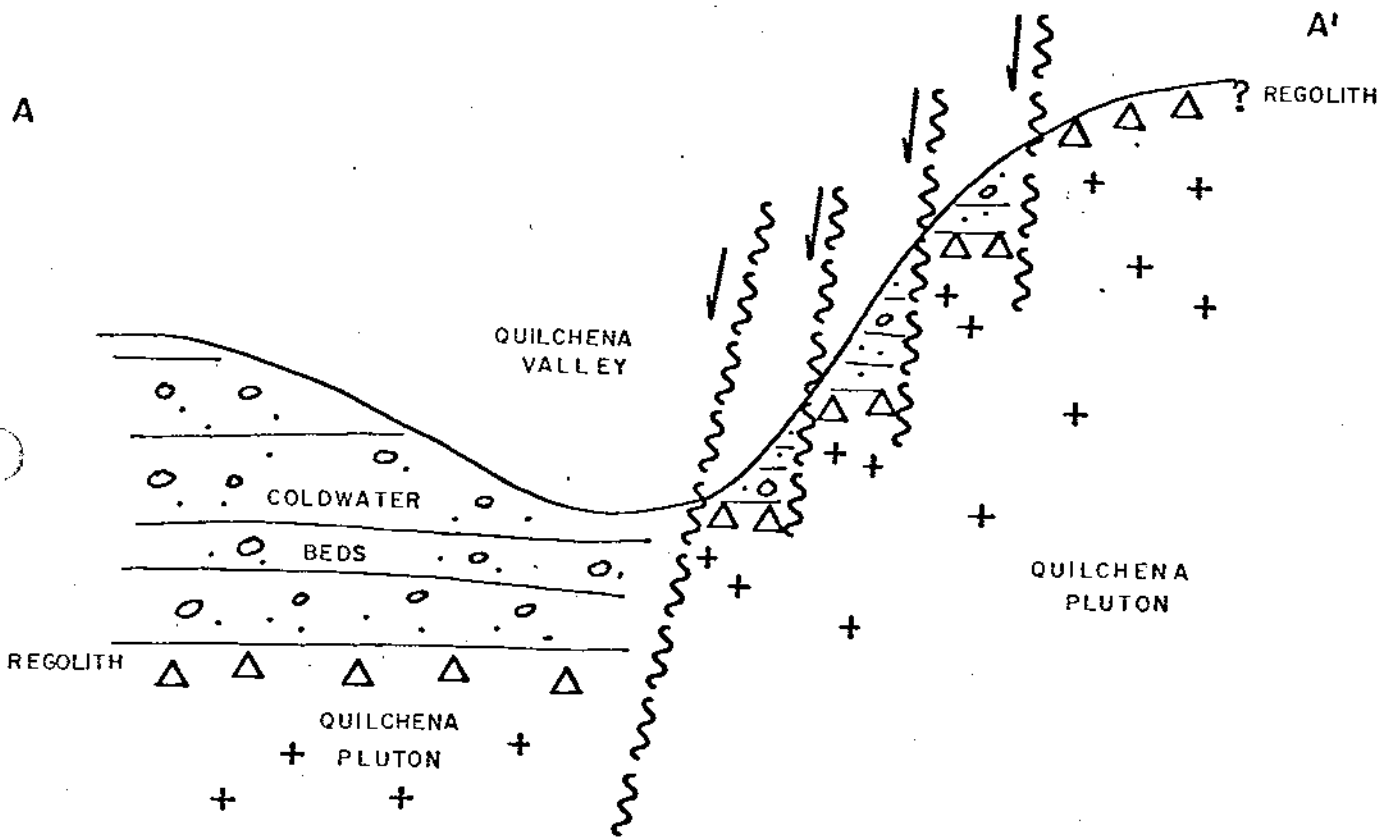 A'
A
REGOLITH
QUILCHENA
VALLEY
COLDWATER
BEDS
QUILCHENA
PLUTON
REGOLITH
QUILCHENA
PLUTON
?